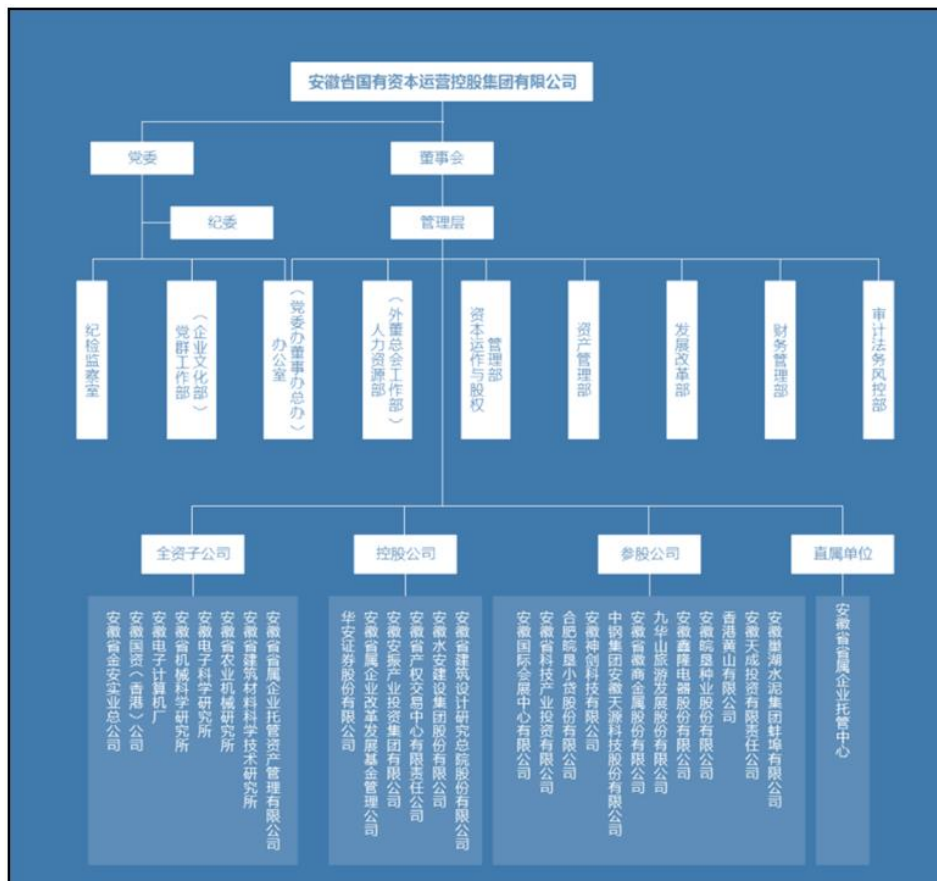 安徽省国有资本运营控股集团有限公司
党委
董事会
纪委
管理层
纪检监察室
党群工作部
（企业文化部）
办公室
（党委办董事办总办）
人力资源部
（外董总会工作部）
资本运作与股权
管理部
资产管理部
发展改革部
财务管理部
审计法务风控部
全资子公司
控股公司
参股公司
直属单位
安徽省金安实业总公司
安徽国资（香港）公司
安徽电子计算机厂
安徽省机械科学研究所
安徽电子科学研究所
安徽省农业机械研究所
安徽省建筑材料科学技术研究所
安徽省省属企业托管资产管理有限公司
华安证券股份有限公司
安徽省属企业改革发展基金管理公司
安徽安振产业投资集团有限公司
安徽省产权交易中心有限责任公司
安徽水安建设集团股份有限公司
安徽省建筑设计研究总院股份有限公司
安徽国际会展中心有限公司
安徽省科技产业投资有限公司
合肥皖垦小贷股份有限公司
安徽神剑科技有限公司
中钢集团安徽天源科技股份有限公司
安徽省徽商金属股份有限公司
九华山旅游发展股份有限公司
安徽鑫隆电器股份有限公司
安徽皖垦种业股份有限公司
香港黄山有限公司
安徽天成投资有限责任公司
安徽巢湖水泥集团蚌埠有限公司
安徽省省属企业托管中心